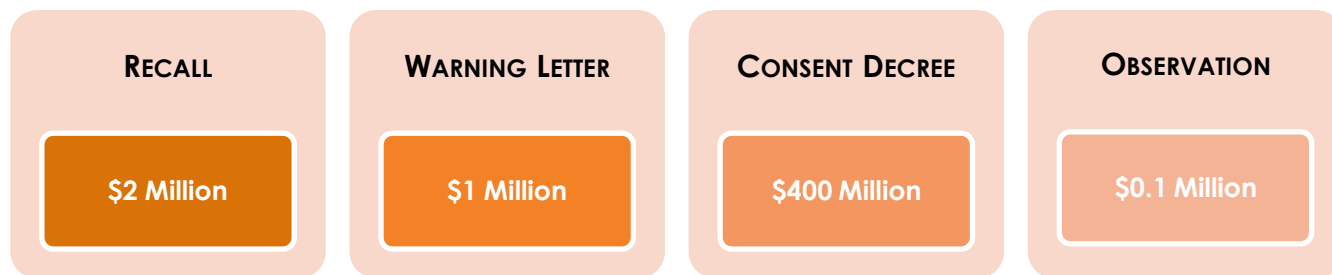 Recall
$2 Million
Warning Letter
$1 Million
Consent Decree
$400 Million
Observation
$0.1 Million